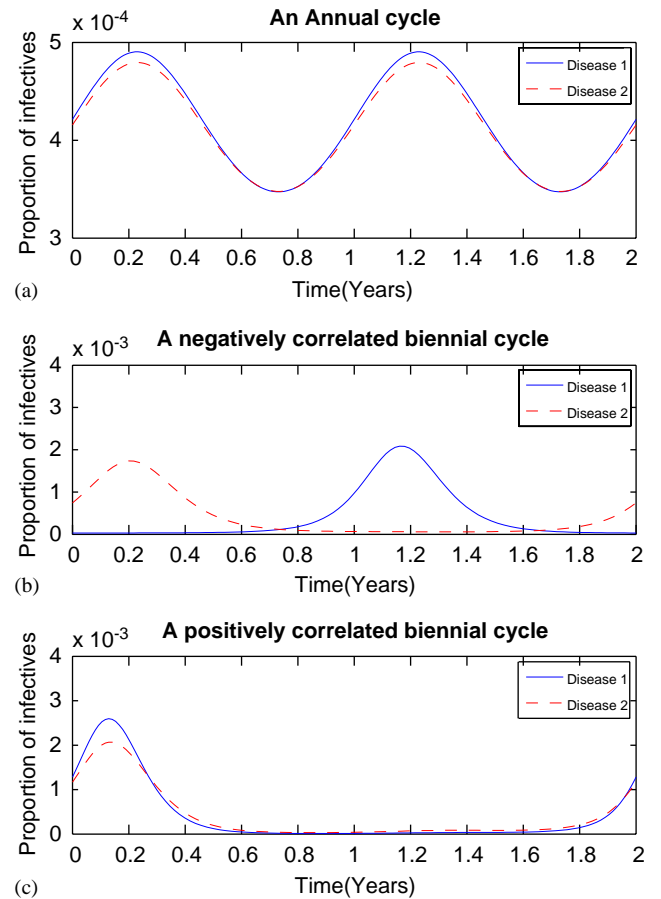 An Annual cycle
x 10-4
5
4
3
Proportion of infectives
Disease 1
Disease 2
0 0.2 0.4 0.6 0.8 1 1.2 1.4 1.6 1.8 2
Time(Years)
(a)
A negatively correlated biennial cycle
x 10-3
4
3
2
1
0
Proportion of infectives
Disease 1
Disease 2
0 0.2 0.4 0.6 0.8 1 1.2 1.4 1.6 1.8 2
Time(Years)
(b)
A positively correlated biennial cycle
x 10-3
4
3
2
1
0
Proportion of infectives
Disease 1
Disease 2
0 0.2 0.4 0.6 0.8 1 1.2 1.4 1.6 1.8 2
Time(Years)
(c)